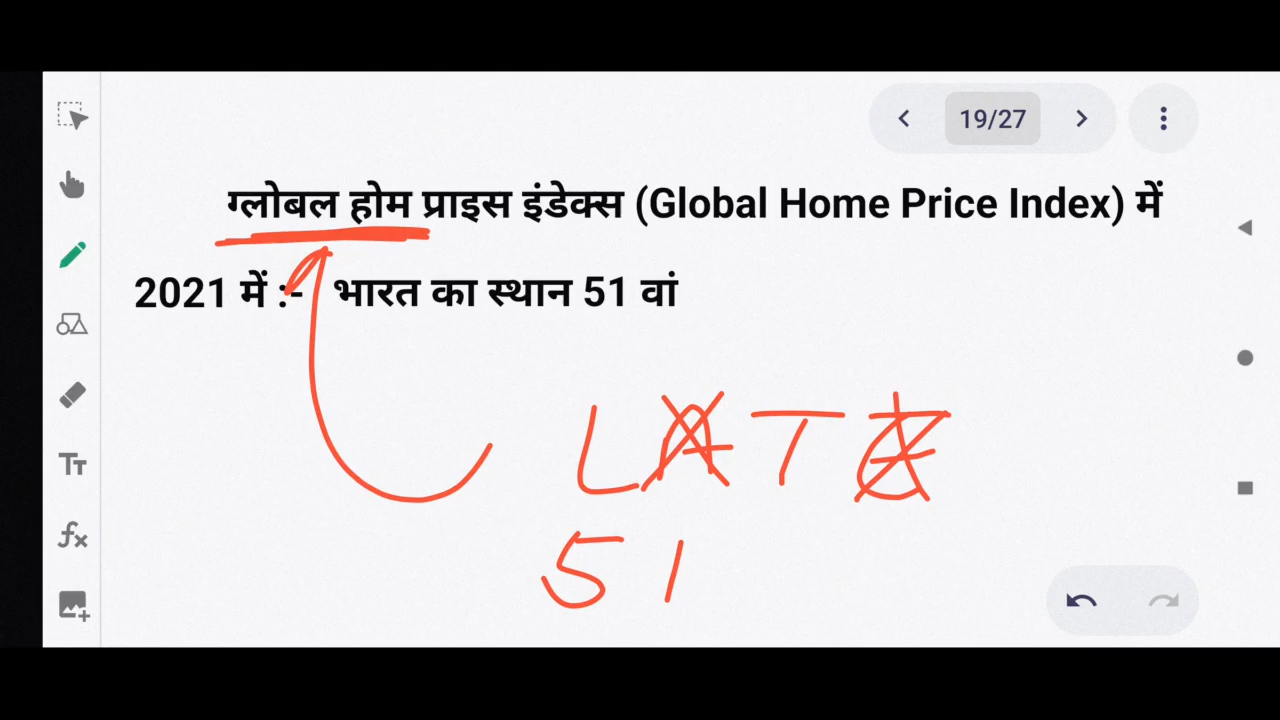 19/27
ग्लोबल होम प्राइस इंडेक्स (Global Home Price Index) में
2021 में :- भारत का स्थान 51 वां
LATE
51